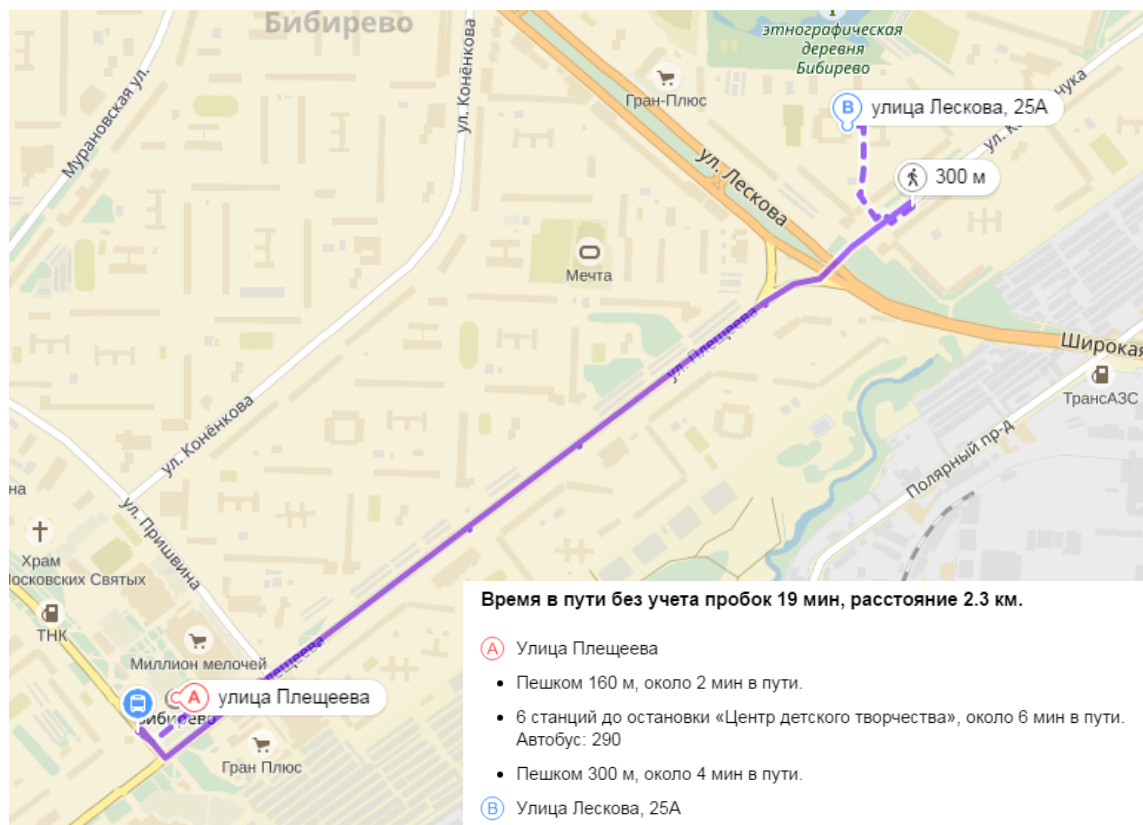 Бибирево
этнографическая
деревня
Бибирево
Мурановская ул.
ул. Конёнкова
Гран-Плюс
B улица Лескова, 25А
300 м
ул. Лескова
Мечта
ул. Плещеева
Широкая
ТрансАЗС
ул. Конёнкова
Полярный пр-д
на
ул. Пришвина
Храм
Московских Святых
ТНК
Миллион мелочей
A улица Плещеева
Бибирево
Гран Плюс
Время в пути без учета пробок 19 мин, расстояние 2.3 км.
A Улица Плещеева
• Пешком 160 м, около 2 мин в пути.
• 6 станций до остановки «Центр детского творчества», около 6 мин в пути.
Автобус: 290
• Пешком 300 м, около 4 мин в пути.
B Улица Лескова, 25А